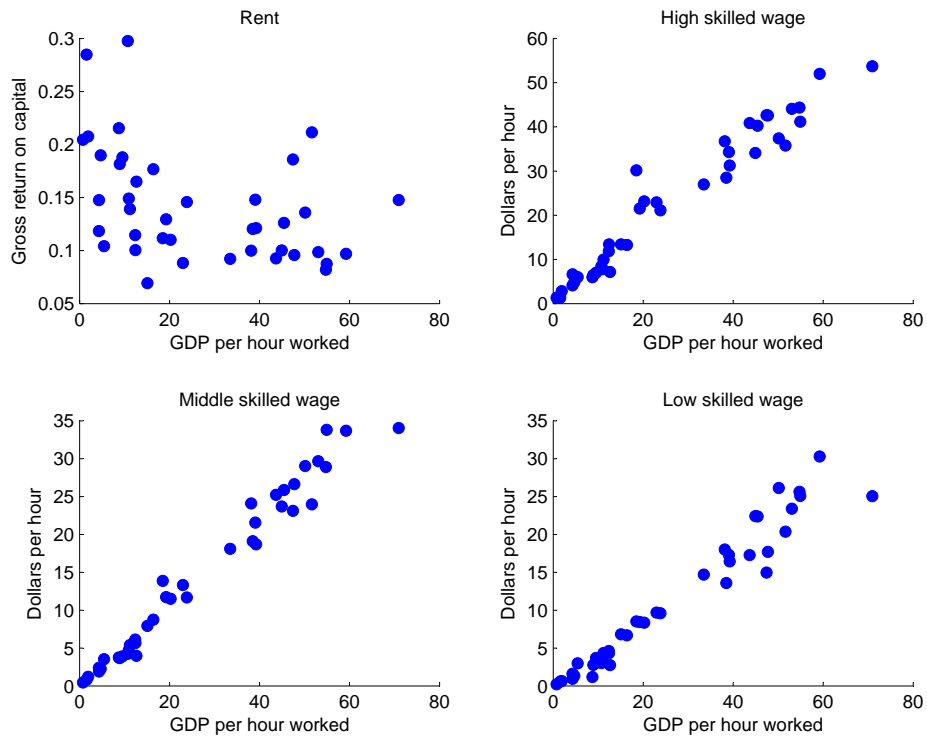 Rent
Gross return on capital
0.3
0.25
0.2
0.15
0.1
0.05
0 20 40 60 80
GDP per hour worked
High skilled wage
Dollars per hour
60
50
40
30
20
10
0
0 20 40 60 80
GDP per hour worked
Middle skilled wage
Dollars per hour
35
30
25
20
15
10
5
0
0 20 40 60 80
GDP per hour worked
Low skilled wage
Dollars per hour
35
30
25
20
15
10
5
0
0 20 40 60 80
GDP per hour worked